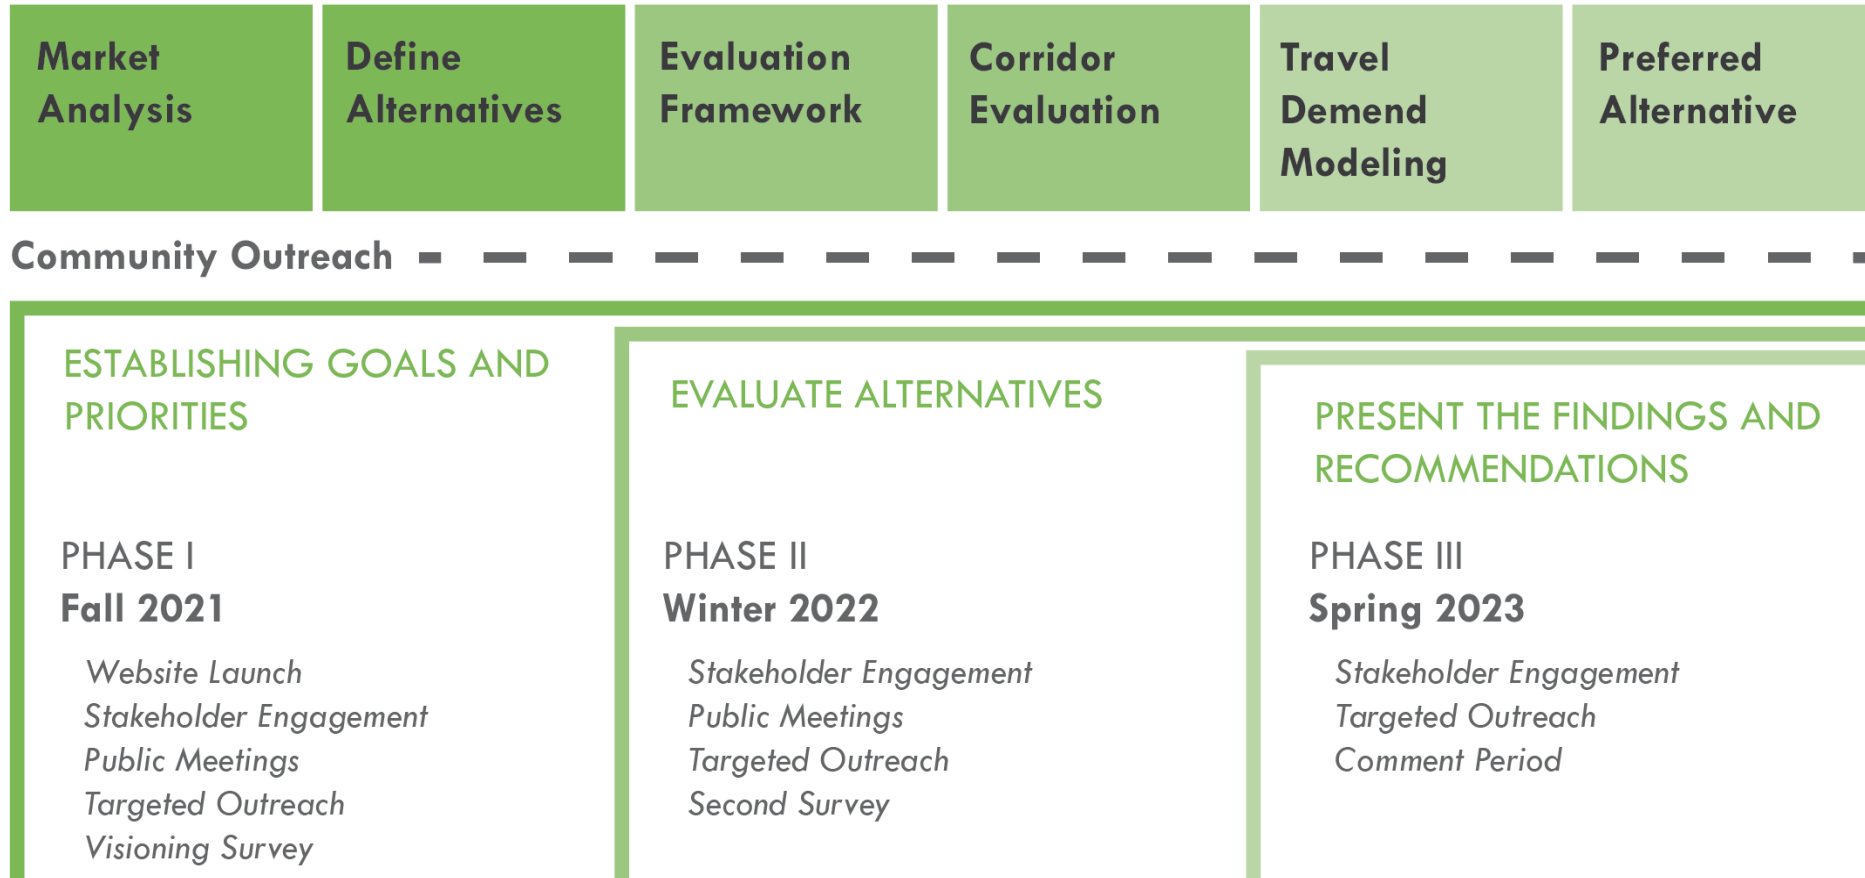 Market
Analysis
Define
Alternatives
Evaluation
Framework
Corridor
Evaluation
Travel
Demend
Modeling
Preferred
Alternative
Community Outreach
ESTABLISHING GOALS AND
PRIORITIES
PHASE I
Fall 2021
Website Launch
Stakeholder Engagement
Public Meetings
Targeted Outreach
Visioning Survey
EVALUATE ALTERNATIVES
PHASE II
Winter 2022
Stakeholder Engagement
Public Meetings
Targeted Outreach
Second Survey
PRESENT THE FINDINGS AND
RECOMMENDATIONS
PHASE III
Spring 2023
Stakeholder Engagement
Targeted Outreach
Comment Period